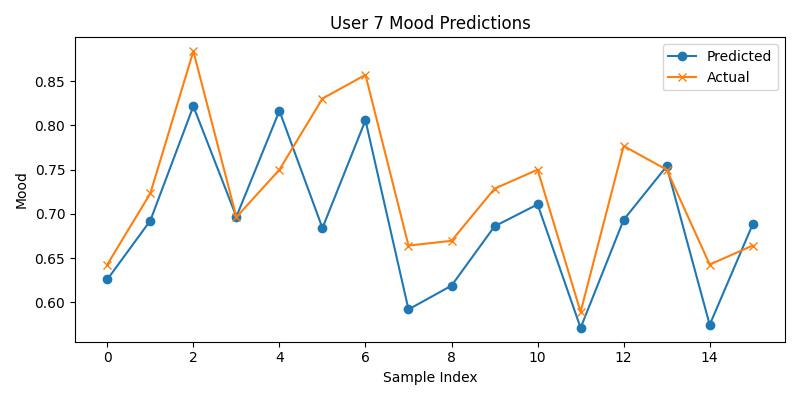 User 7 Mood Predictions
Predicted
Actual
Mood
0.85
0.80
0.75
0.70
0.65
0.60
0 2 4 6 8 10 12 14
Sample Index